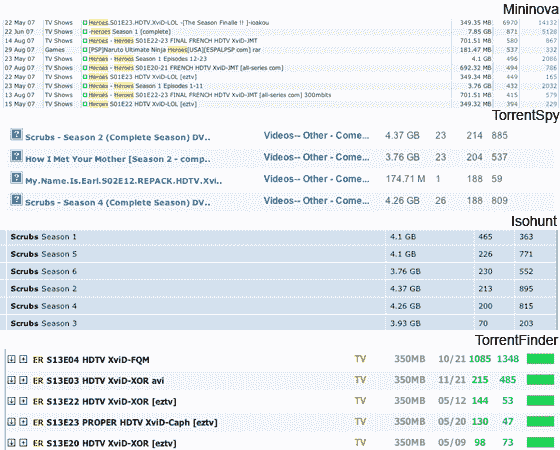 Mininova
22 May 07 TV Shows Heroes.S01E23.HDTV.XviD-LOL -[The Season Finalle !! ]-ioakou 349.35 MB 6970 14132
22 Jun 07 TV Shows -Heroes- Season 1 [complete] 7.85 GB 871 5128
14 Aug 07 TV Shows Heroes - Heroes - S01E22-23 FINAL FRENCH HDTV XviD-JMT 701.51 MB 580 867
29 Aug 07 Games [PSP]Naruto Ultimate Ninja Heroes[USA][ESPALPSP.com] rar 181.47 MB 537 332
23 May 07 TV Shows Heroes - Heroes - Season 1 Episodes 12-23 4.1 GB 496 2086
07 Aug 07 TV Shows Heroes - S01E20-21 FRENCH HDTV XviD-JMT [all-series com] 692.32 MB 494 786
22 May 07 TV Shows Heroes S01E23 HDTV XviD-LOL [eztv] 349.34 MB 449 165
23 May 07 TV Shows Heroes - Heroes - Season 1 Episodes 1-11 3.76 GB 432 2032
13 Aug 07 TV Shows Heroes - S01E22-23 FINAL FRENCH HDTV XviD-JMT [all-series com] 300mbits 701.51 MB 415 579
15 May 07 TV Shows Heroes S01E22 HDTV XviD-LOL [eztv] 349.32 MB 394 229
TorrentSpy
? Scrubs - Season 2 (Complete Season) DV.. Videos-- Other - Come... 4.37 GB 23 214 885
? How I Met Your Mother [Season 2 - comp.. Videos-- Other - Come... 3.76 GB 23 204 537
? My.Name.Is.Earl.S02E12.REPACK.HDTV.Xvi.. Videos-- Other - Come... 174.71 M 1 188 59
? Scrubs - Season 4 (Complete Season) DV.. Videos-- Other - Come... 4.26 GB 26 188 809
Isohunt
Scrubs Season 1 4.1 GB 465 363
Scrubs Season 5 4.1 GB 226 771
Scrubs Season 6 3.76 GB 230 552
Scrubs Season 2 4.37 GB 213 895
Scrubs Season 4 4.26 GB 200 815
Scrubs Season 3 3.93 GB 70 203
TorrentFinder
ER S13E04 HDTV XviD-FQM TV 350MB 10/21 1085 1348
ER S13E03 HDTV XviD-XOR avi TV 350MB 11/21 215 485
ER S13E22 HDTV XviD-XOR [eztv] TV 350MB 05/12 144 53
ER S13E23 PROPER HDTV XviD-Caph [eztv] TV 350MB 05/20 130 47
ER S13E20 HDTV XviD-XOR [eztv] TV 350MB 05/09 98 73